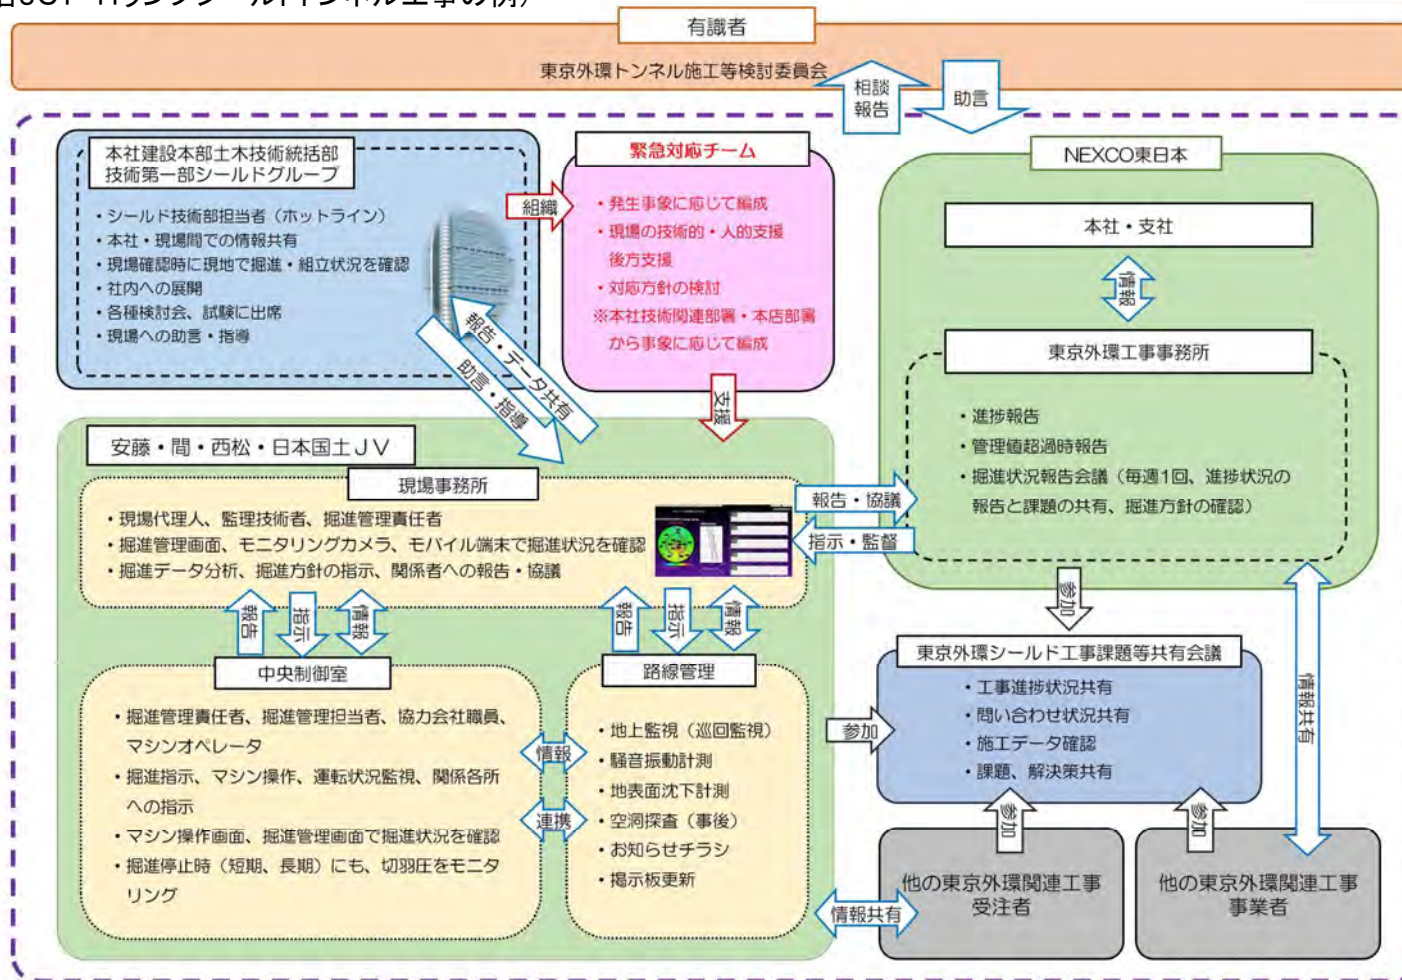 ランプシールドトンネル工事の例）
有識者
東京外環トンネル施工等検討委員会
相談
報告
助言
本社建設本部土木技術統括部
技術第一部シールドグループ
・シールド技術部担当者（ホットライン）
・本社・現場間での情報共有
・現場確認時に現地で掘進・組立状況を確認
・社内への展開
・各種検討会、試験に出席
・現場への助言・指導
組織
緊急対応チーム
・発生事象に応じて編成
・現場の技術的・人的支援
後方支援
・対応方針の検討
※本社技術関連部署・本店部署
から事象に応じて編成
報告・データ共有
助言・指導
支援
NEXCO東日本
本社・支社
情報
東京外環工事事務所
・進捗報告
・管理値超過時報告
・掘進状況報告会議（毎週1回、進捗状況の
報告と課題の共有、掘進方針の確認）
安藤・間・西松・日本国土ＪＶ
現場事務所
・現場代理人、監理技術者、掘進管理責任者
・掘進管理画面、モニタリングカメラ、モバイル端末で掘進状況を確認
・掘進データ分析、掘進方針の指示、関係者への報告・協議
報告・協議
指示・監督
報告
指示
情報
報告
指示
情報
中央制御室
・掘進管理責任者、掘進管理担当者、協力会社職員、
マシンオペレータ
・掘進指示、マシン操作、運転状況監視、関係各所
への指示
・マシン操作画面、掘進管理画面で掘進状況を確認
・掘進停止時（短期、長期）にも、切羽圧をモニタ
リング
情報
連携
路線管理
・地上監視（巡回監視）
・騒音振動計測
・地表面沈下計測
・空洞探査（事後）
・お知らせチラシ
・掲示板更新
参加
参加
東京外環シールド工事課題等共有会議
・工事進捗状況共有
・問い合わせ状況共有
・施工データ確認
・課題、解決策共有
情報共有
参加
参加
情報共有
他の東京外環関連工事
受注者
他の東京外環関連工事
事業者